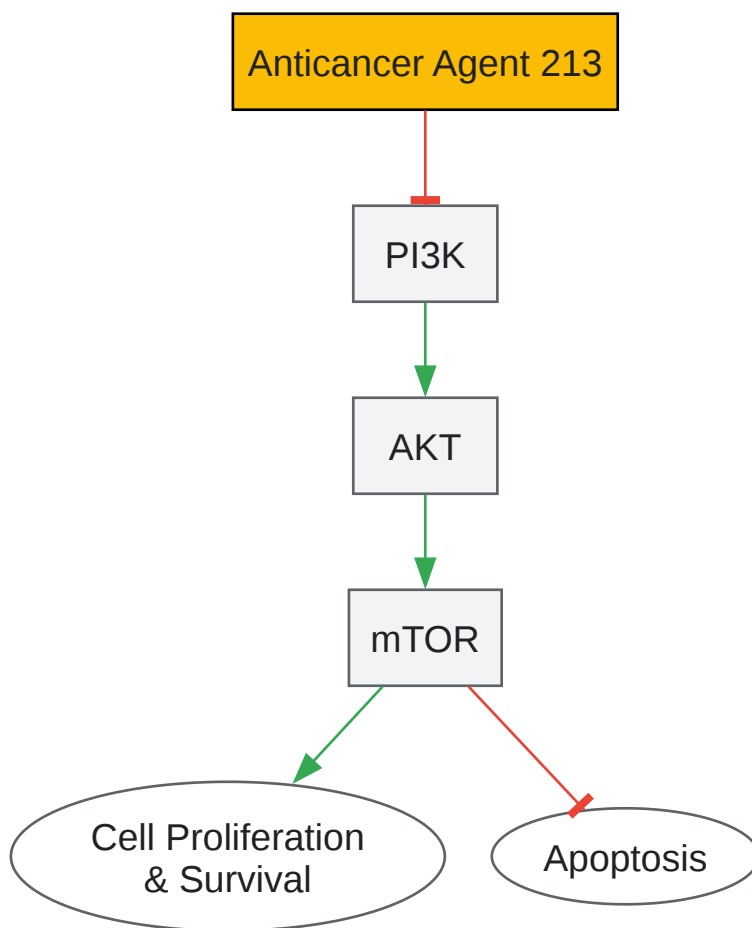 Anticancer Agent 213
PI3K
AKT
mTOR
Cell Proliferation
& Survival
Apoptosis